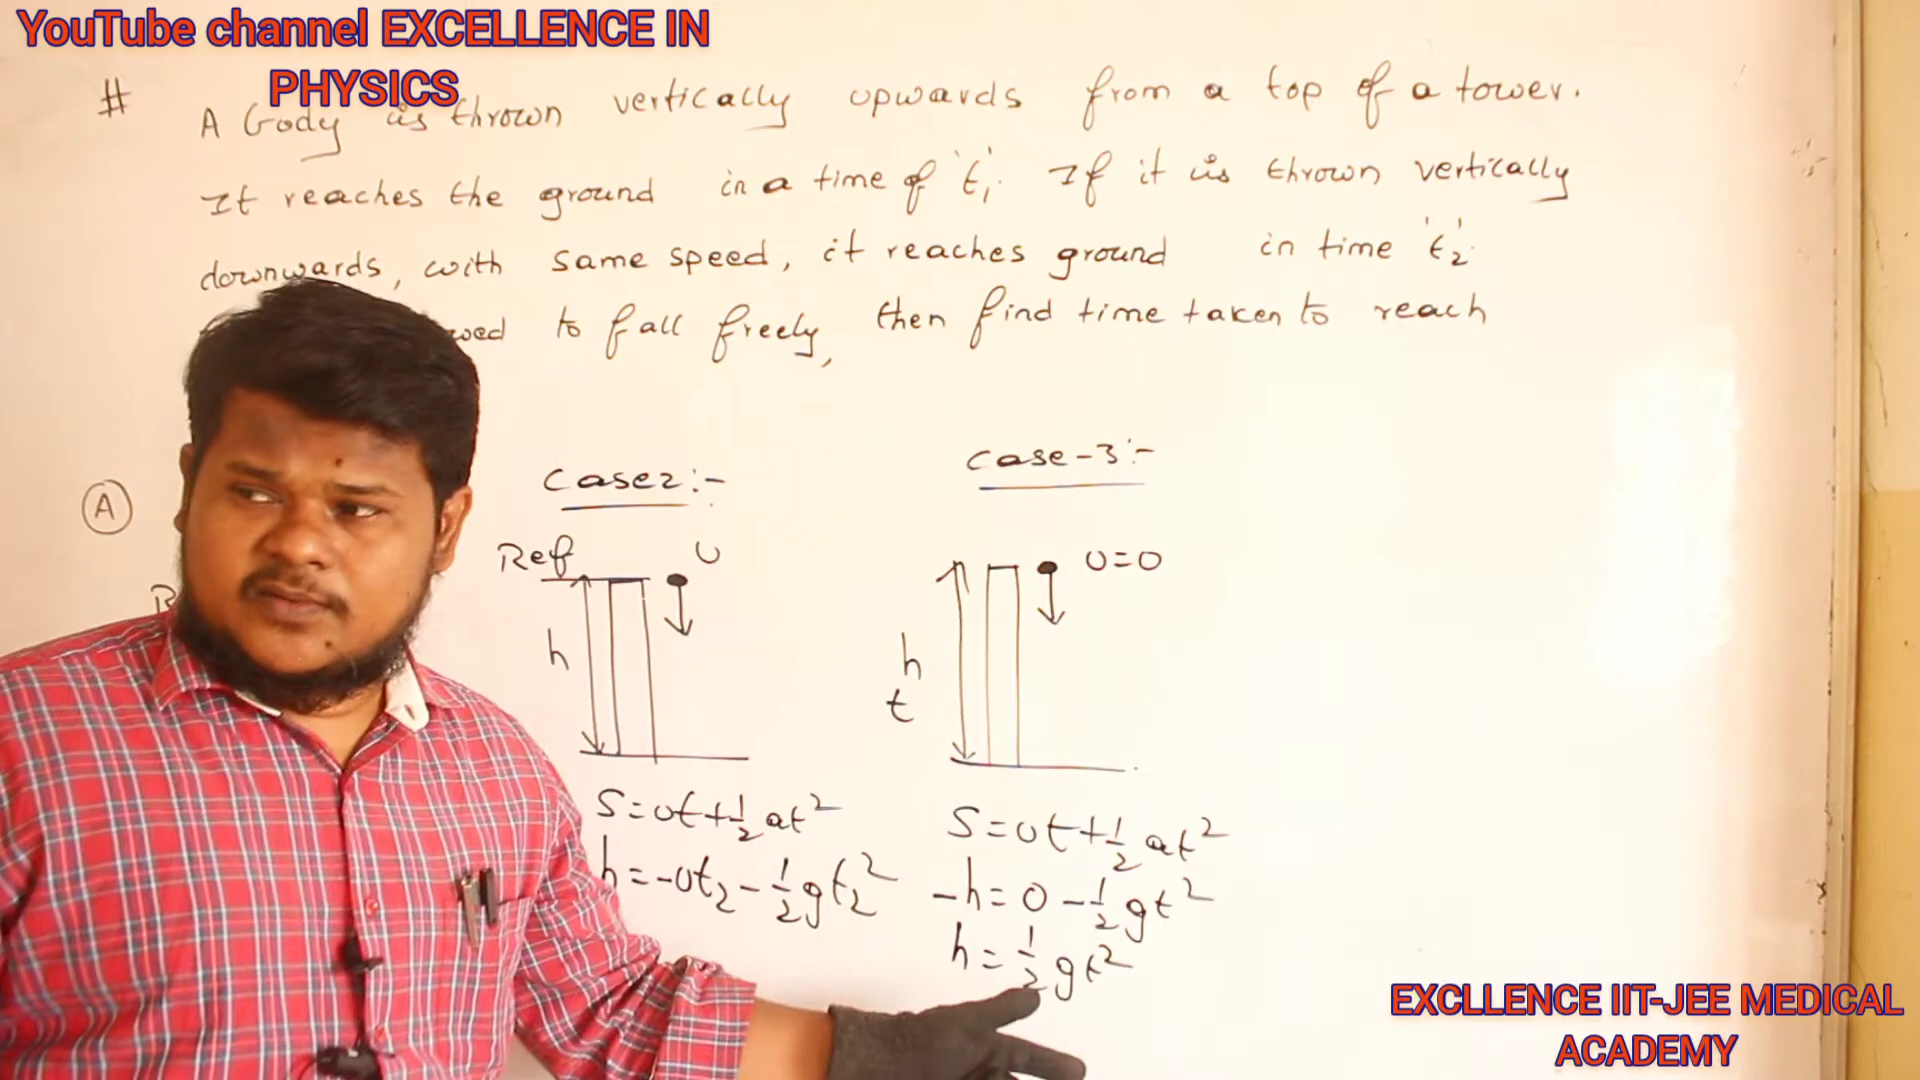 YouTube channel EXCELLENCE IN
PHYSICS
# A body is thrown vertically upwards from a top of a tower.
It reaches the ground in a time of 't₁'. If it is thrown vertically
downwards, with same speed, it reaches ground in time 't₂'.
to fall freely, then find time taken to reach
A
Case2:-
Case-3:-
Ref
U
h
U=0
h
t
S=ut+½at²
h=-ut₂-½gt₂²
S=ut+½at²
-h=0-½gt²
h=½gt²
EXCLLENCE IIT-JEE MEDICAL
ACADEMY